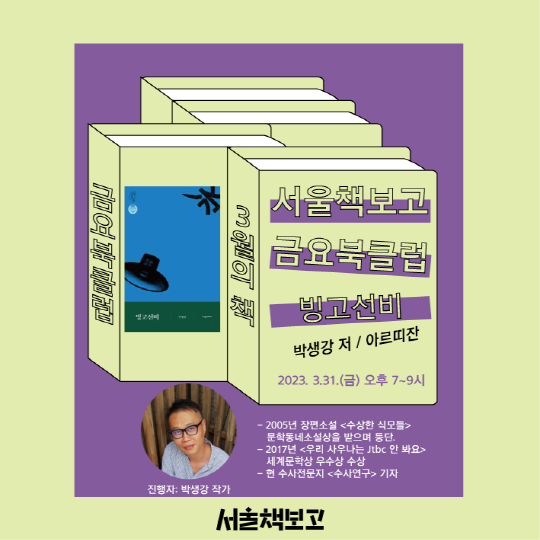 금요북클럽
3월의 책
빙고선비
서울책보고
금요북클럽
빙고선비
박생강 저 / 아르띠잔
2023. 3.31.(금) 오후 7~9시
진행자: 박생강 작가
- 2005년 장편소설 <수상한 식모들>
문학동네소설상을 받으며 등단.
- 2017년 <우리 사우나는 Jtbc 안 봐요>
세계문학상 우수상 수상
- 현 수사전문지 <수사연구> 기자
서울책보고